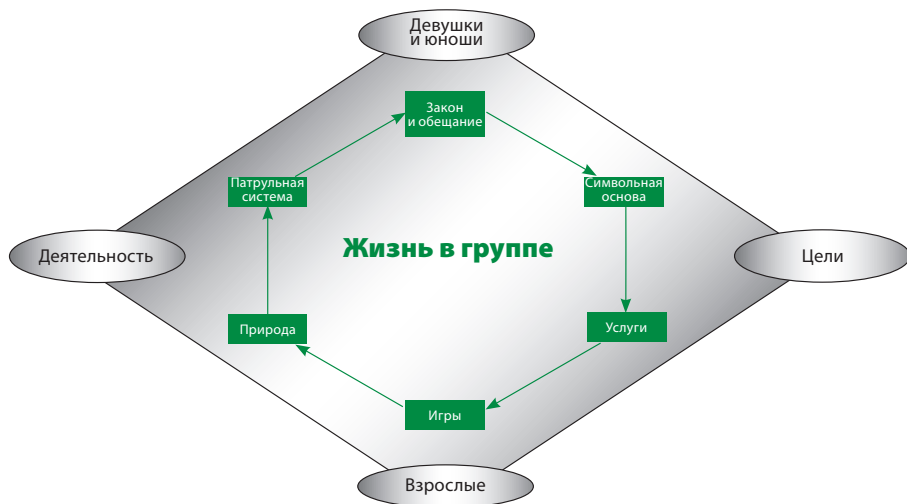 Девушки
и юноши
Закон
и обещание
Патрульная
система
Символьная
основа
Деятельность
Жизнь в группе
Цели
Природа
Услуги
Игры
Взрослые